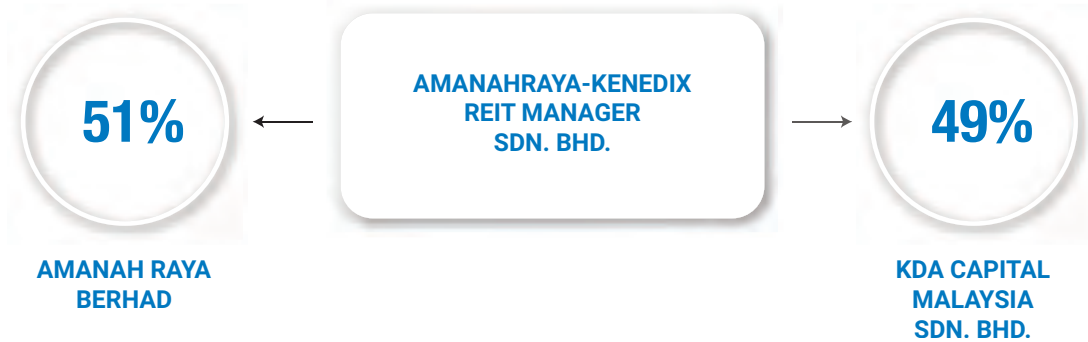 51%
AMANAH RAYA
BERHAD
AMANAHRAYA-KENEDIX
REIT MANAGER
SDN. BHD.
49%
KDA CAPITAL
MALAYSIA
SDN. BHD.